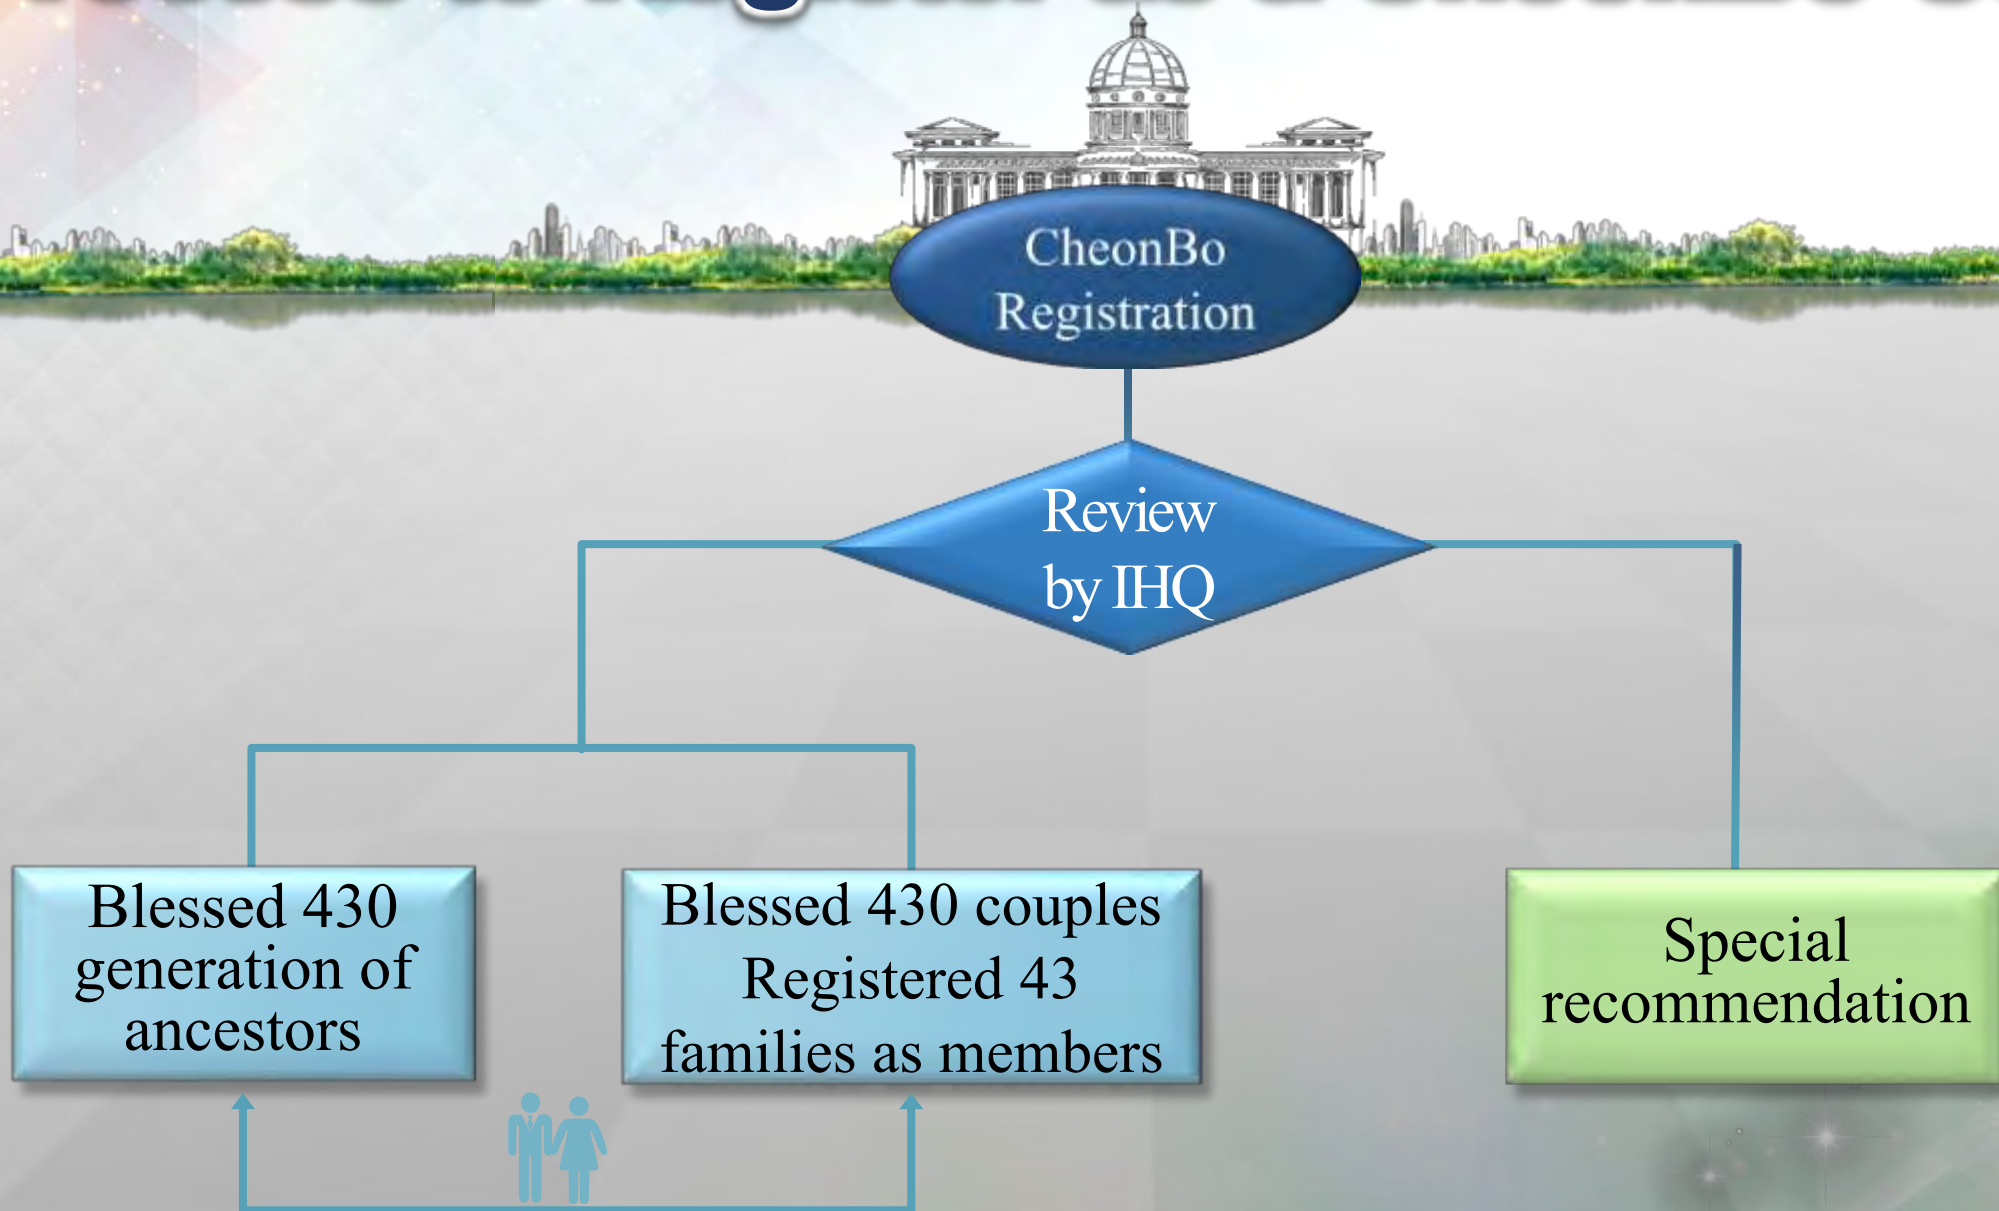 CheonBo
Registration
Review
by IHQ
Blessed 430
generation of
ancestors
Blessed 430 couples
Registered 43
families as members
Special
recommendation